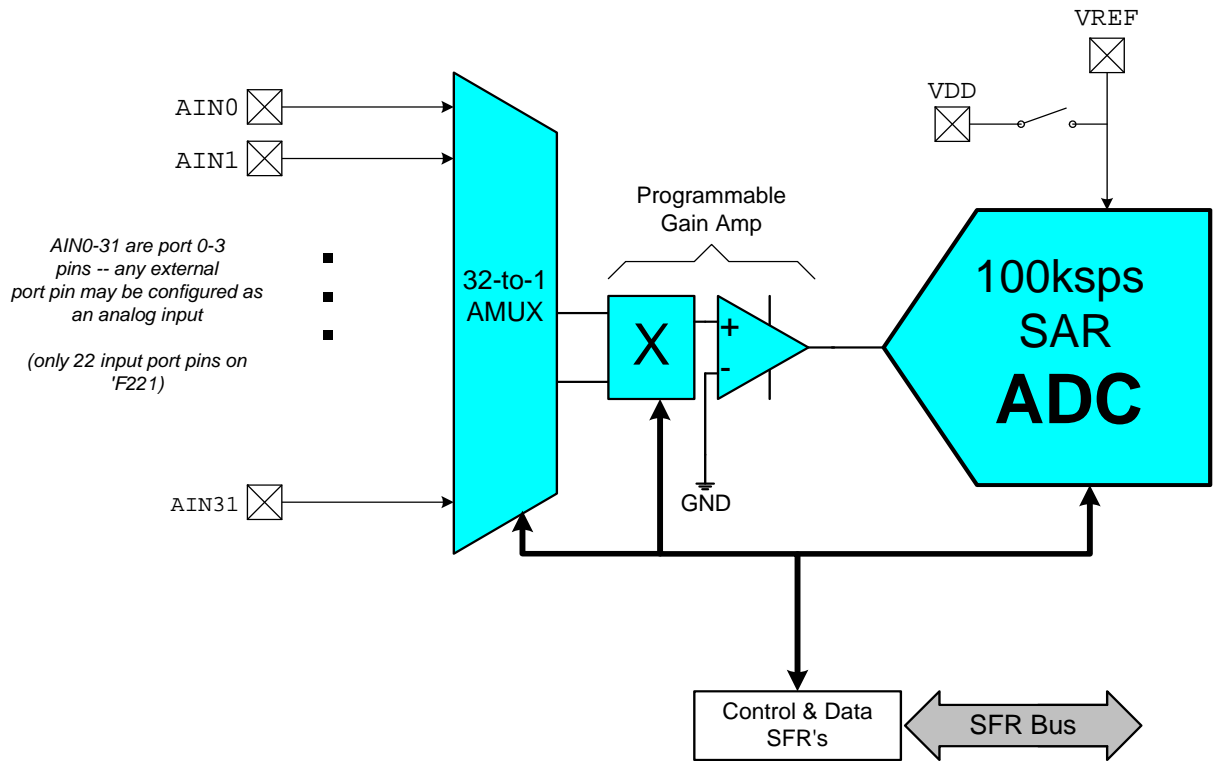 VREF
VDD
AIN0
AIN1
Programmable
Gain Amp
AIN0-31 are port 0-3
pins -- any external
port pin may be configured as
an analog input
(only 22 input port pins on
'F221)
32-to-1
AMUX
X
+
-
100ksps
SAR
ADC
AIN31
GND
Control & Data
SFR's
SFR Bus